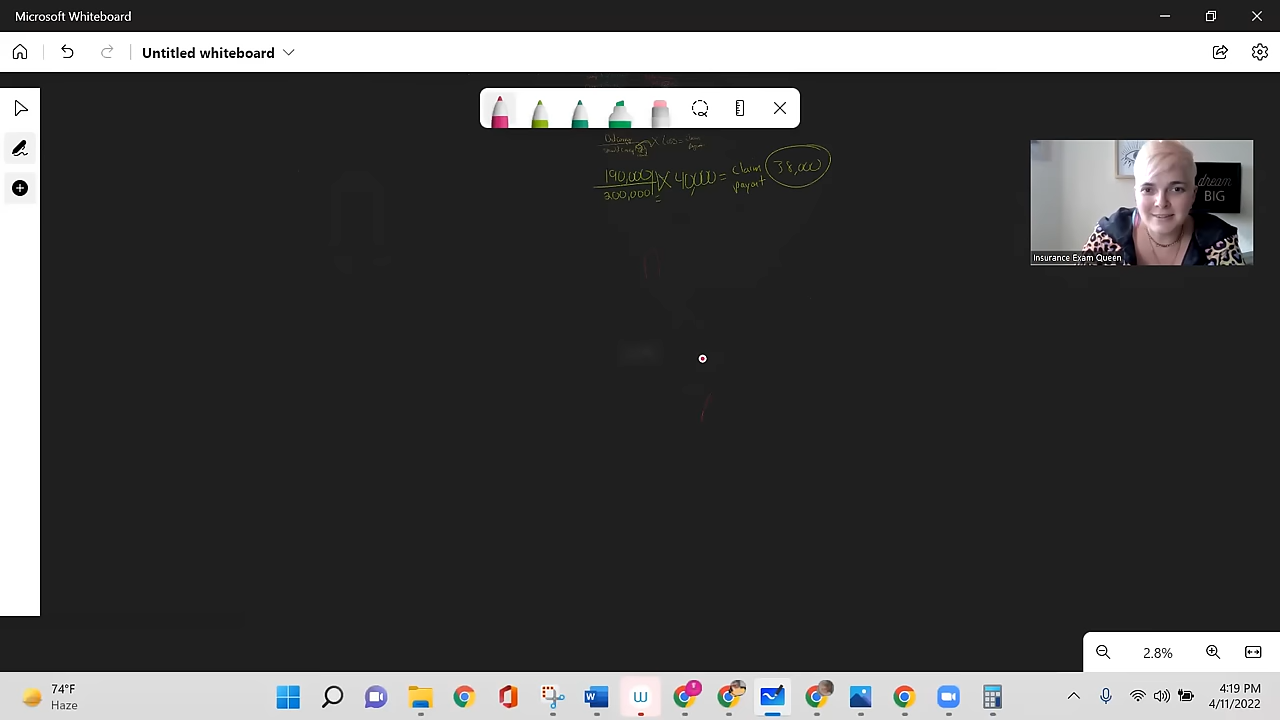 Microsoft Whiteboard
Untitled whiteboard
190,000 X 40,000 = claim payout 38,000
200,000
dream
BIG
Insurance Exam Queen
2.8%
74°F
Haze
4:19 PM
4/11/2022